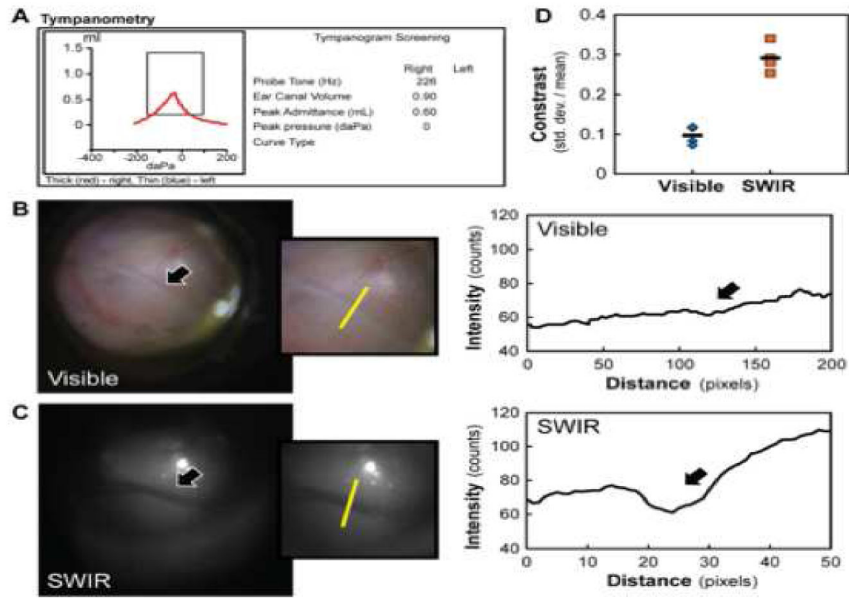 A
Tympanometry
ml
1.5
1.0
0.5
0
-400 -200 0 200
daPa
Thick (red) - right, Thin (blue) - left
Tympanogram Screening
Right Left
Probe Tone (Hz) 226
Ear Canal Volume 0.90
Peak Admittance (mL) 0.60
Peak pressure (daPa) 0
Curve Type
D
Constrast
(std. dev. / mean)
0.4
0.3
0.2
0.1
0
Visible SWIR
B
Visible
Visible
Intensity (counts)
120
100
80
60
40
0 50 100 150 200
Distance (pixels)
C
SWIR
SWIR
Intensity (counts)
120
100
80
60
40
0 10 20 30 40 50
Distance (pixels)